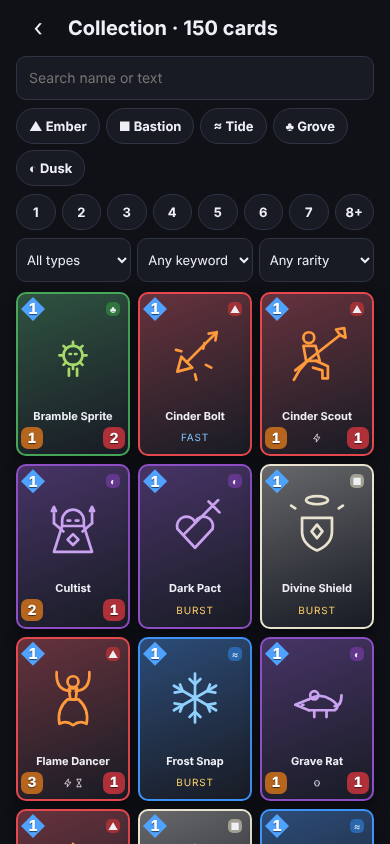 ‹ Collection · 150 cards
Search name or text
▲ Ember ■ Bastion ≈ Tide ♣ Grove
◖ Dusk
1 2 3 4 5 6 7 8+
All types Any keyword Any rarity
1 ♣ 1 ▲ 1 ▲
Bramble Sprite Cinder Bolt Cinder Scout
1 2 FAST 1 1
1 ◖ 1 ◖ 1 ■
Cultist Dark Pact Divine Shield
2 1 BURST BURST
1 ▲ 1 ≈ 1 ◖
Flame Dancer Frost Snap Grave Rat
3 1 BURST 1 1
1 ▲ 1 ■ 1 ≈